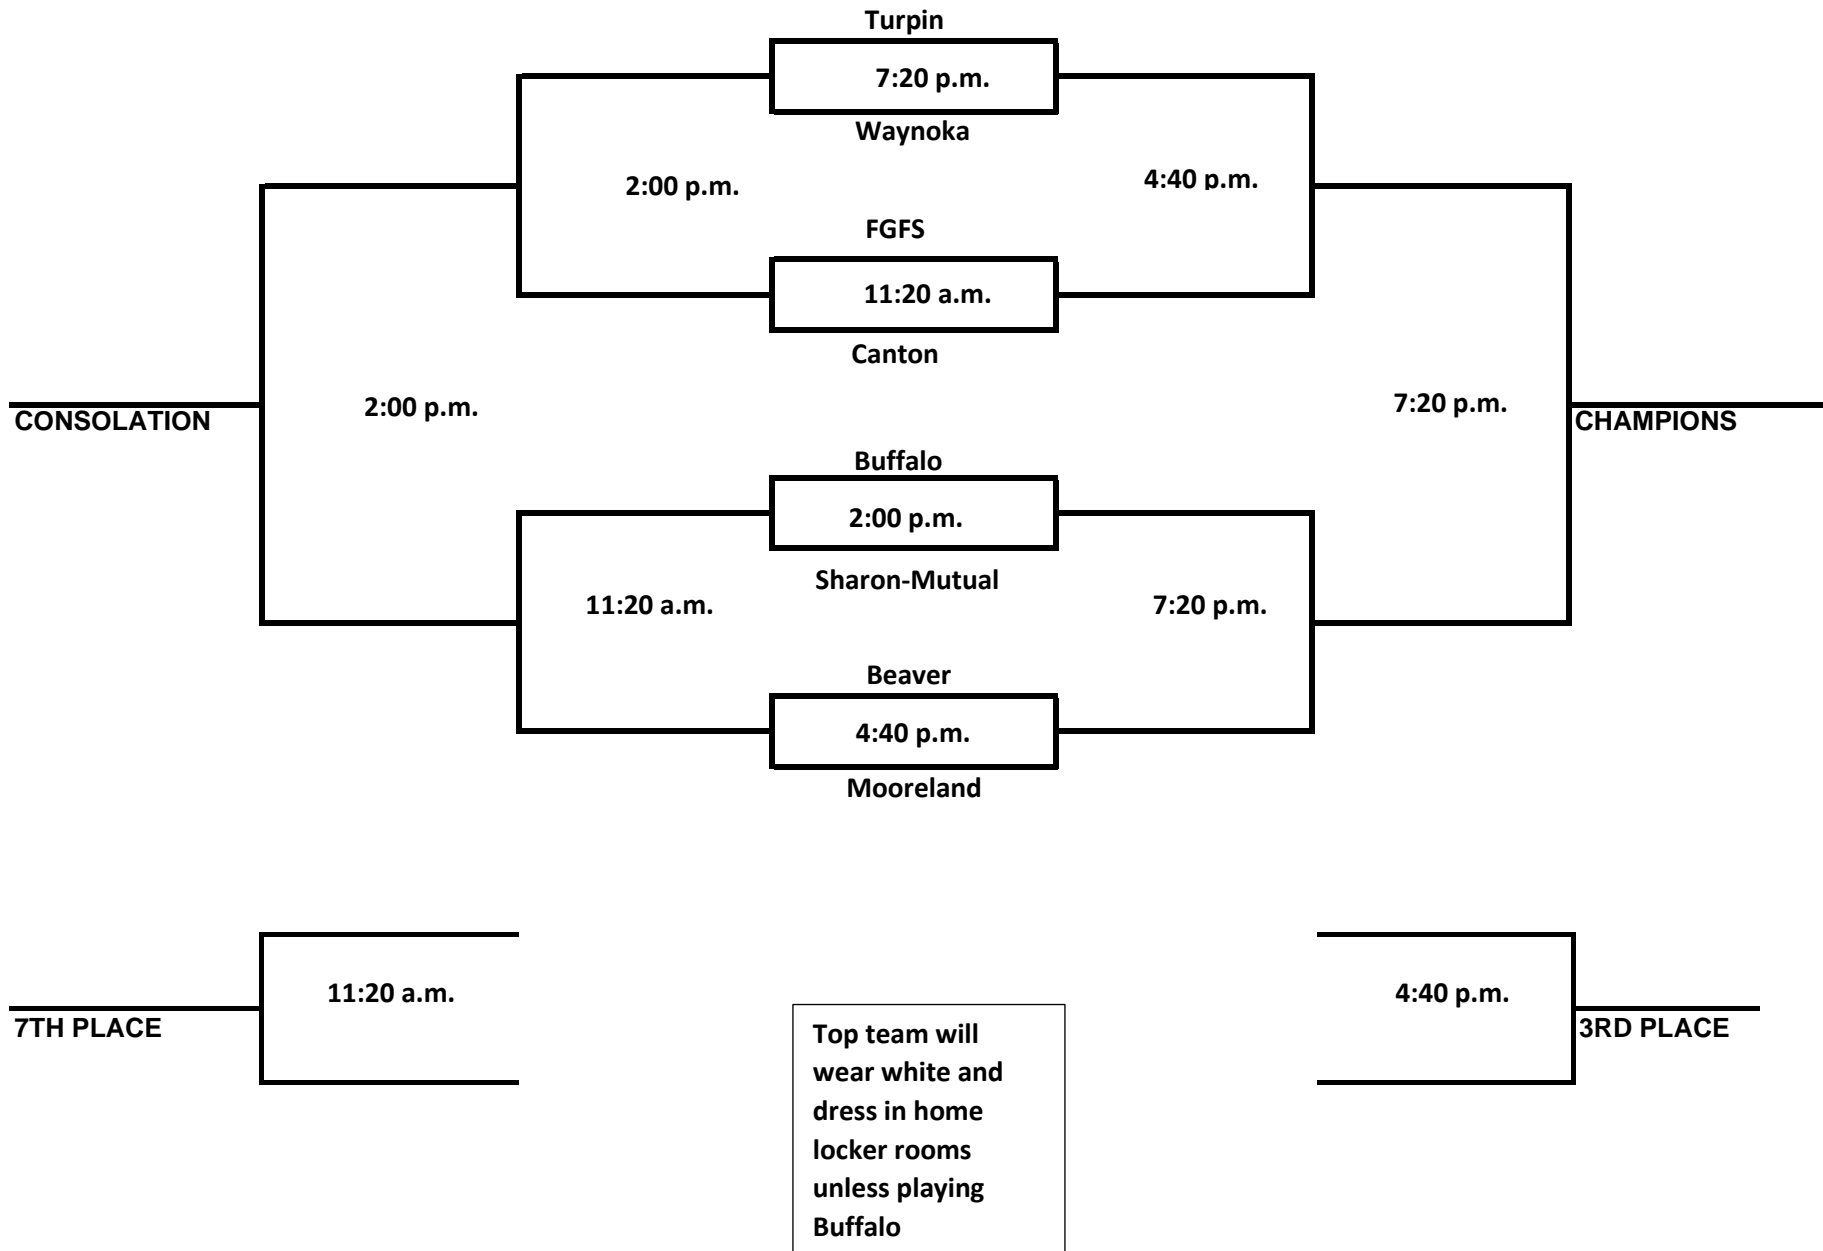 Turpin
7:20 p.m.
Waynoka
2:00 p.m.
4:40 p.m.
FGFS
11:20 a.m.
Canton
2:00 p.m.
7:20 p.m.
CONSOLATION
CHAMPIONS
Buffalo
2:00 p.m.
Sharon-Mutual
11:20 a.m.
7:20 p.m.
Beaver
4:40 p.m.
Mooreland
11:20 a.m.
4:40 p.m.
7TH PLACE
3RD PLACE
Top team will
wear white and
dress in home
locker rooms
unless playing
Buffalo